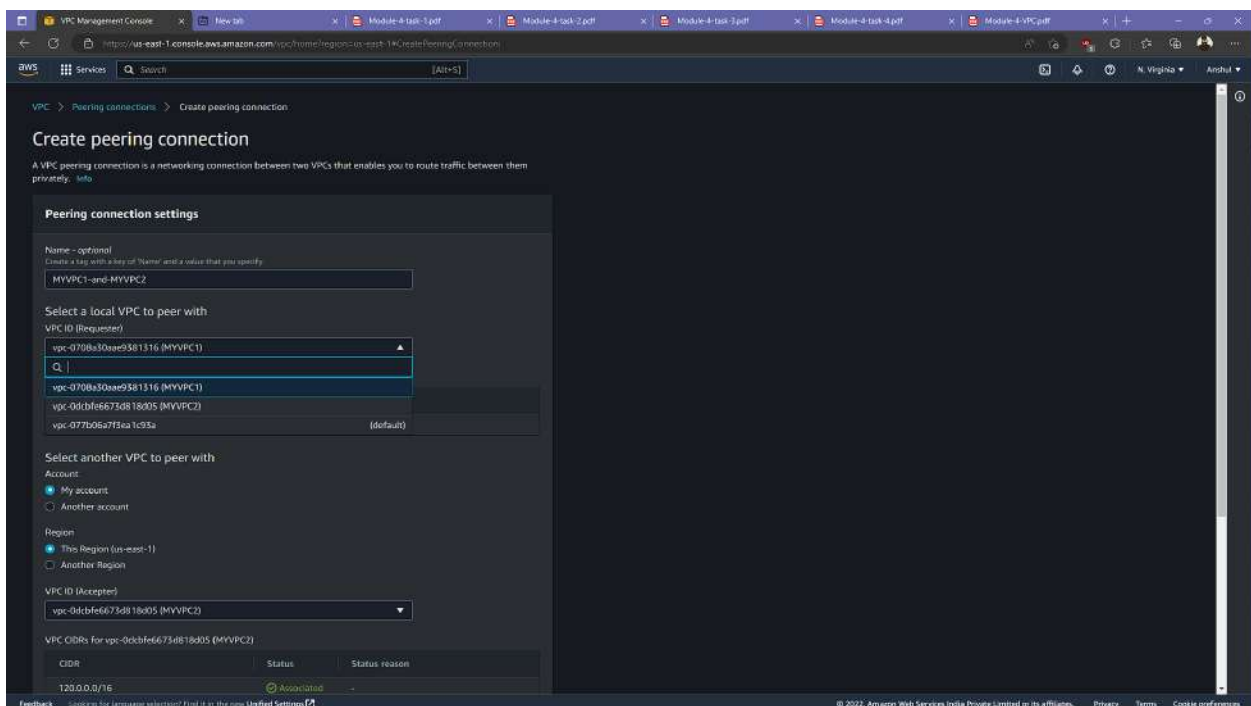 VPC Management Console
New tab
Module-4-task-1.pdf
Module-4-task-2.pdf
Module-4-task-3.pdf
Module-4-task-4.pdf
Module-4-VPC.pdf
https://us-east-1.console.aws.amazon.com/vpc/home?region=us-east-1#CreatePeeringConnection:
aws
Services
Search
[Alt+S]
N. Virginia
Anshul
VPC > Peering connections > Create peering connection
Create peering connection
A VPC peering connection is a networking connection between two VPCs that enables you to route traffic between them
privately. Info
Peering connection settings
Name - optional
Create a tag with a key of 'Name' and a value that you specify.
MYVPC1-and-MYVPC2
Select a local VPC to peer with
VPC ID (Requester)
vpc-0708a30aae9381316 (MYVPC1)
vpc-0708a30aae9381316 (MYVPC1)
vpc-0dcbfe6673d818d05 (MYVPC2)
vpc-077b06a7f3ea1c93a (default)
Select another VPC to peer with
Account
My account
Another account
Region
This Region (us-east-1)
Another Region
VPC ID (Accepter)
vpc-0dcbfe6673d818d05 (MYVPC2)
VPC CIDRs for vpc-0dcbfe6673d818d05 (MYVPC2)
CIDR Status Status reason
120.0.0.0/16 Associated -
Feedback Looking for language selection? Find it in the new Unified Settings
© 2022, Amazon Web Services India Private Limited or its affiliates. Privacy Terms Cookie preferences